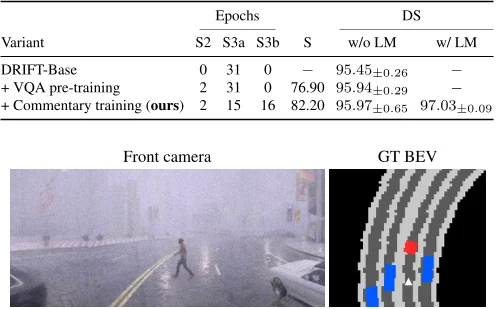 Epochs DS
Variant S2 S3a S3b S w/o LM w/ LM
DRIFT-Base 0 31 0 − 95.45±0.26 −
+ VQA pre-training 2 31 0 76.90 95.94±0.29 −
+ Commentary training (ours) 2 15 16 82.20 95.97±0.65 97.03±0.09
Front camera GT BEV